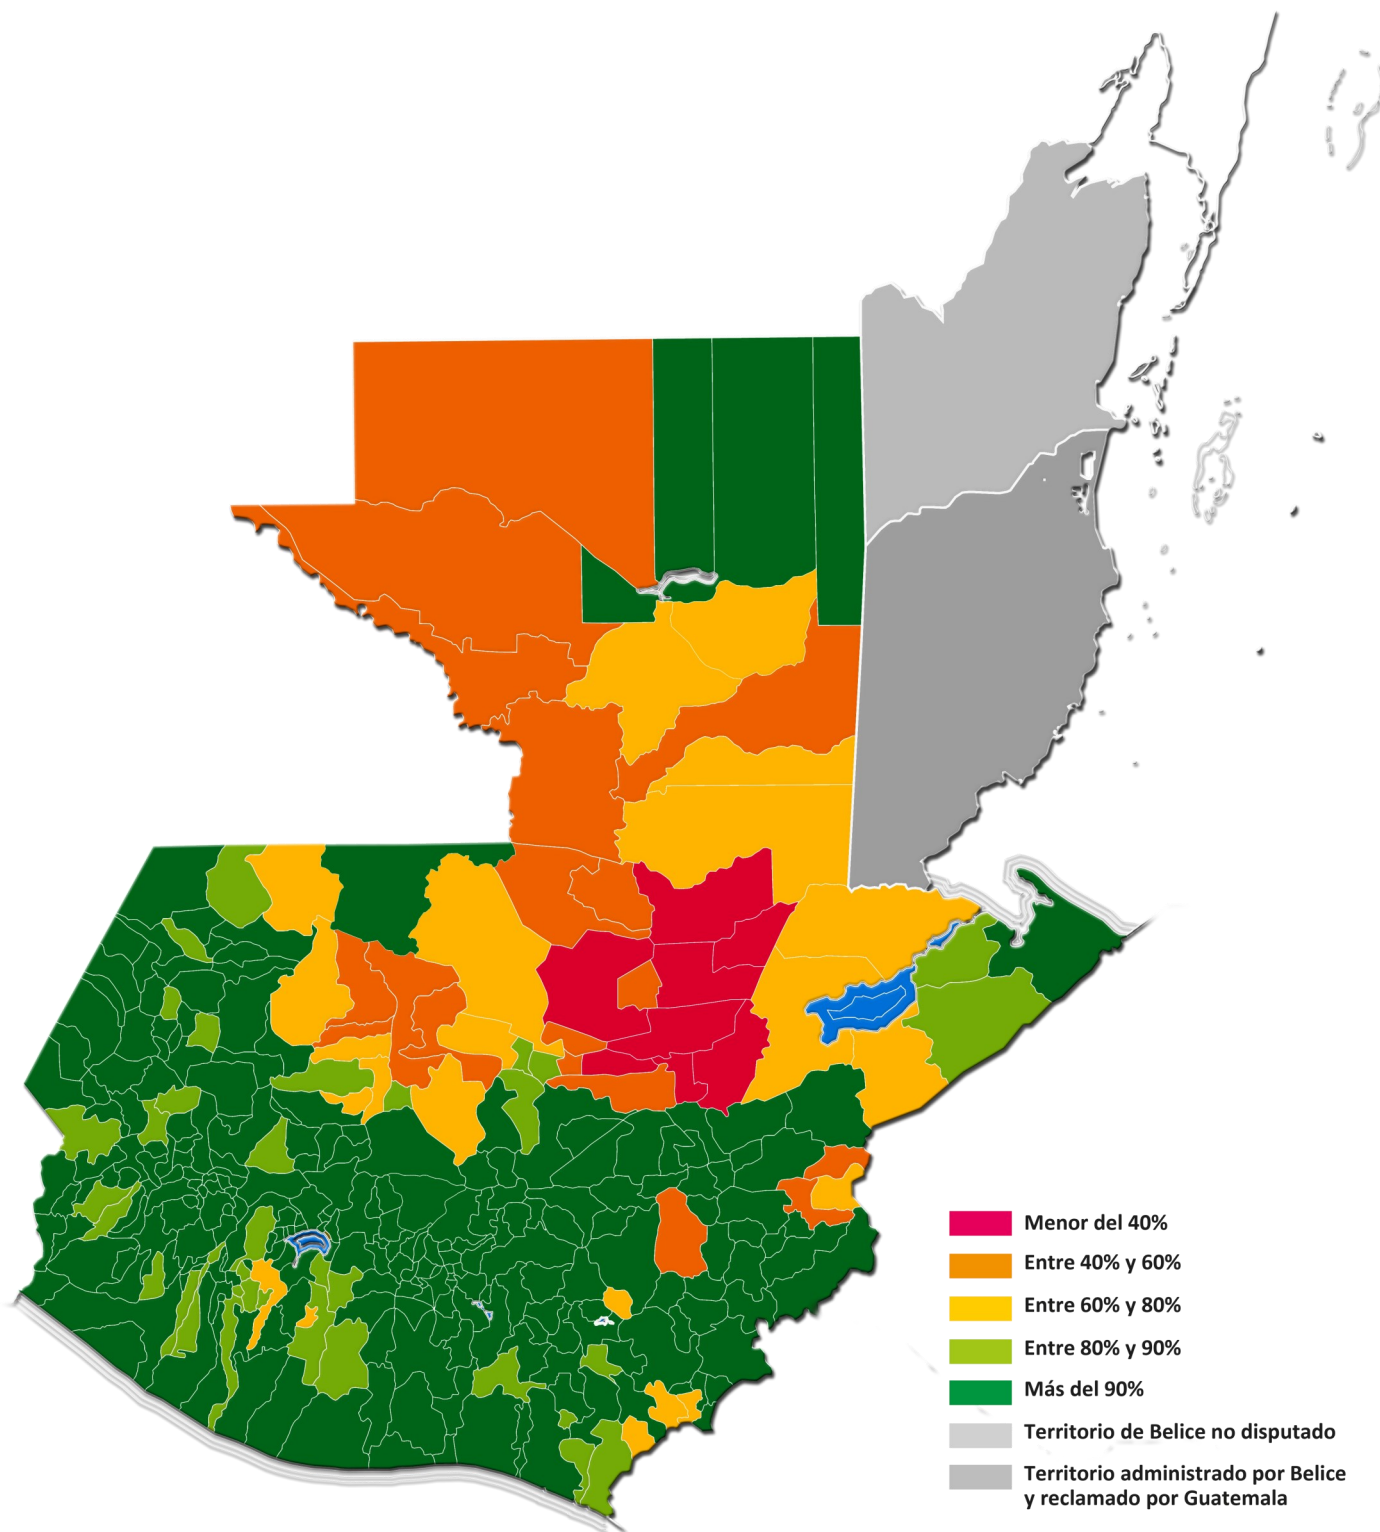 Menor del 40%
Entre 40% y 60%
Entre 60% y 80%
Entre 80% y 90%
Más del 90%
Territorio de Belice no disputado
Territorio administrado por Belice
y reclamado por Guatemala